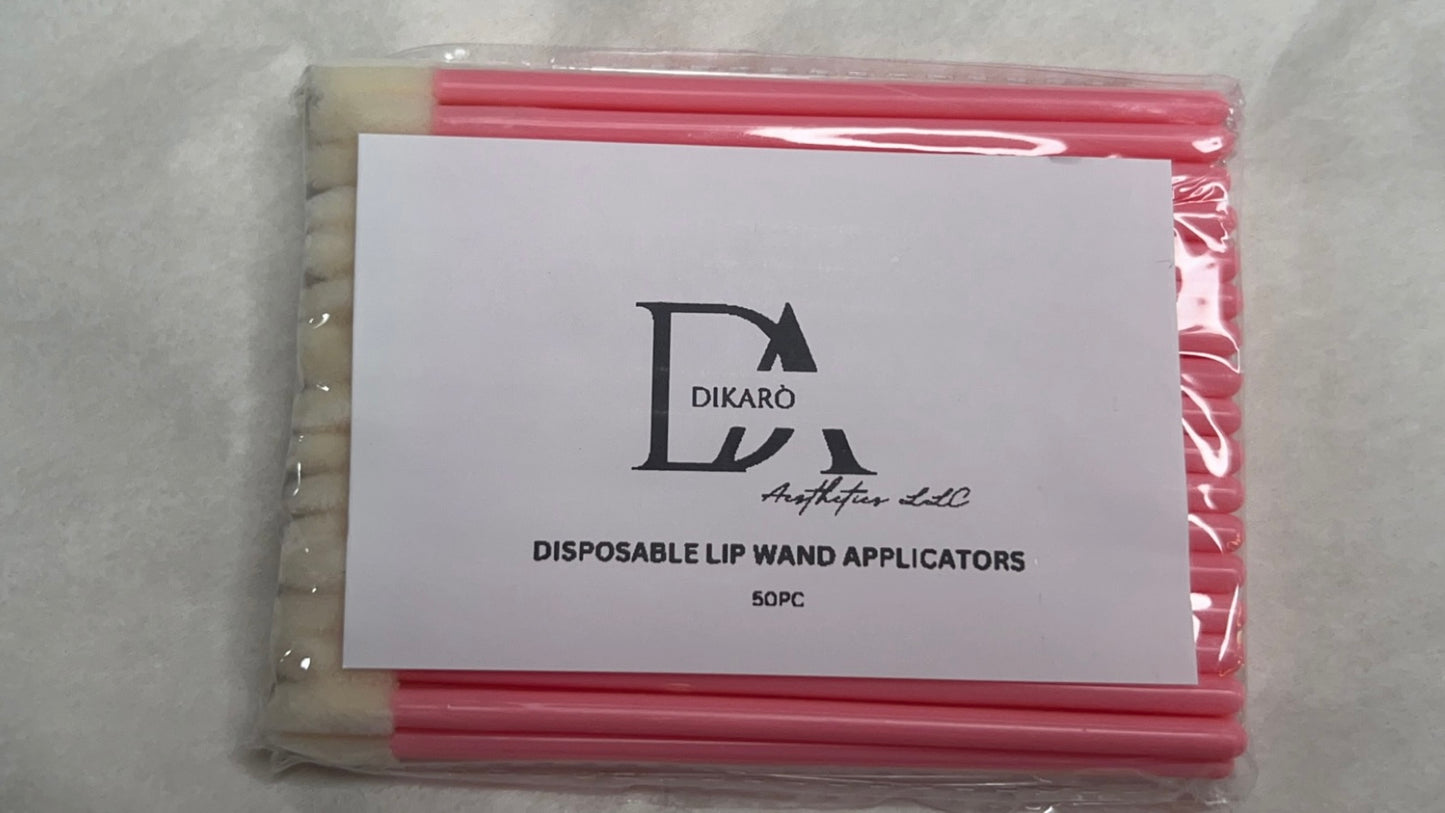 DA
DIKARÒ
Aesthetics LLC
DISPOSABLE LIP WAND APPLICATORS
50PC